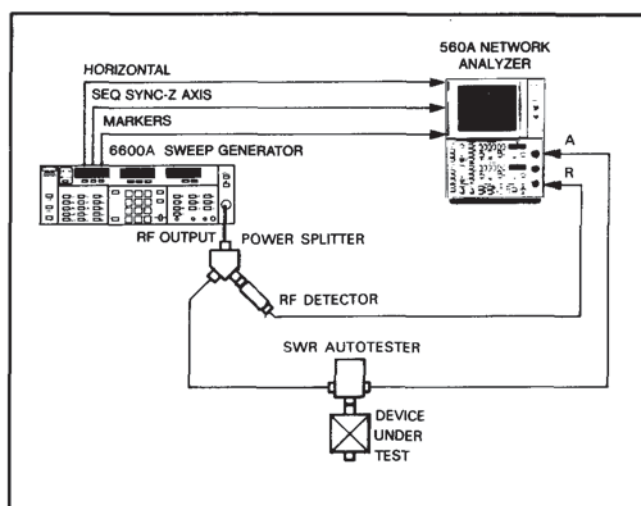 560A NETWORK
ANALYZER
HORIZONTAL
SEQ SYNC-Z AXIS
MARKERS
6600A SWEEP GENERATOR
A
R
RF OUTPUT
POWER SPLITTER
RF DETECTOR
SWR AUTOTESTER
DEVICE
UNDER
TEST